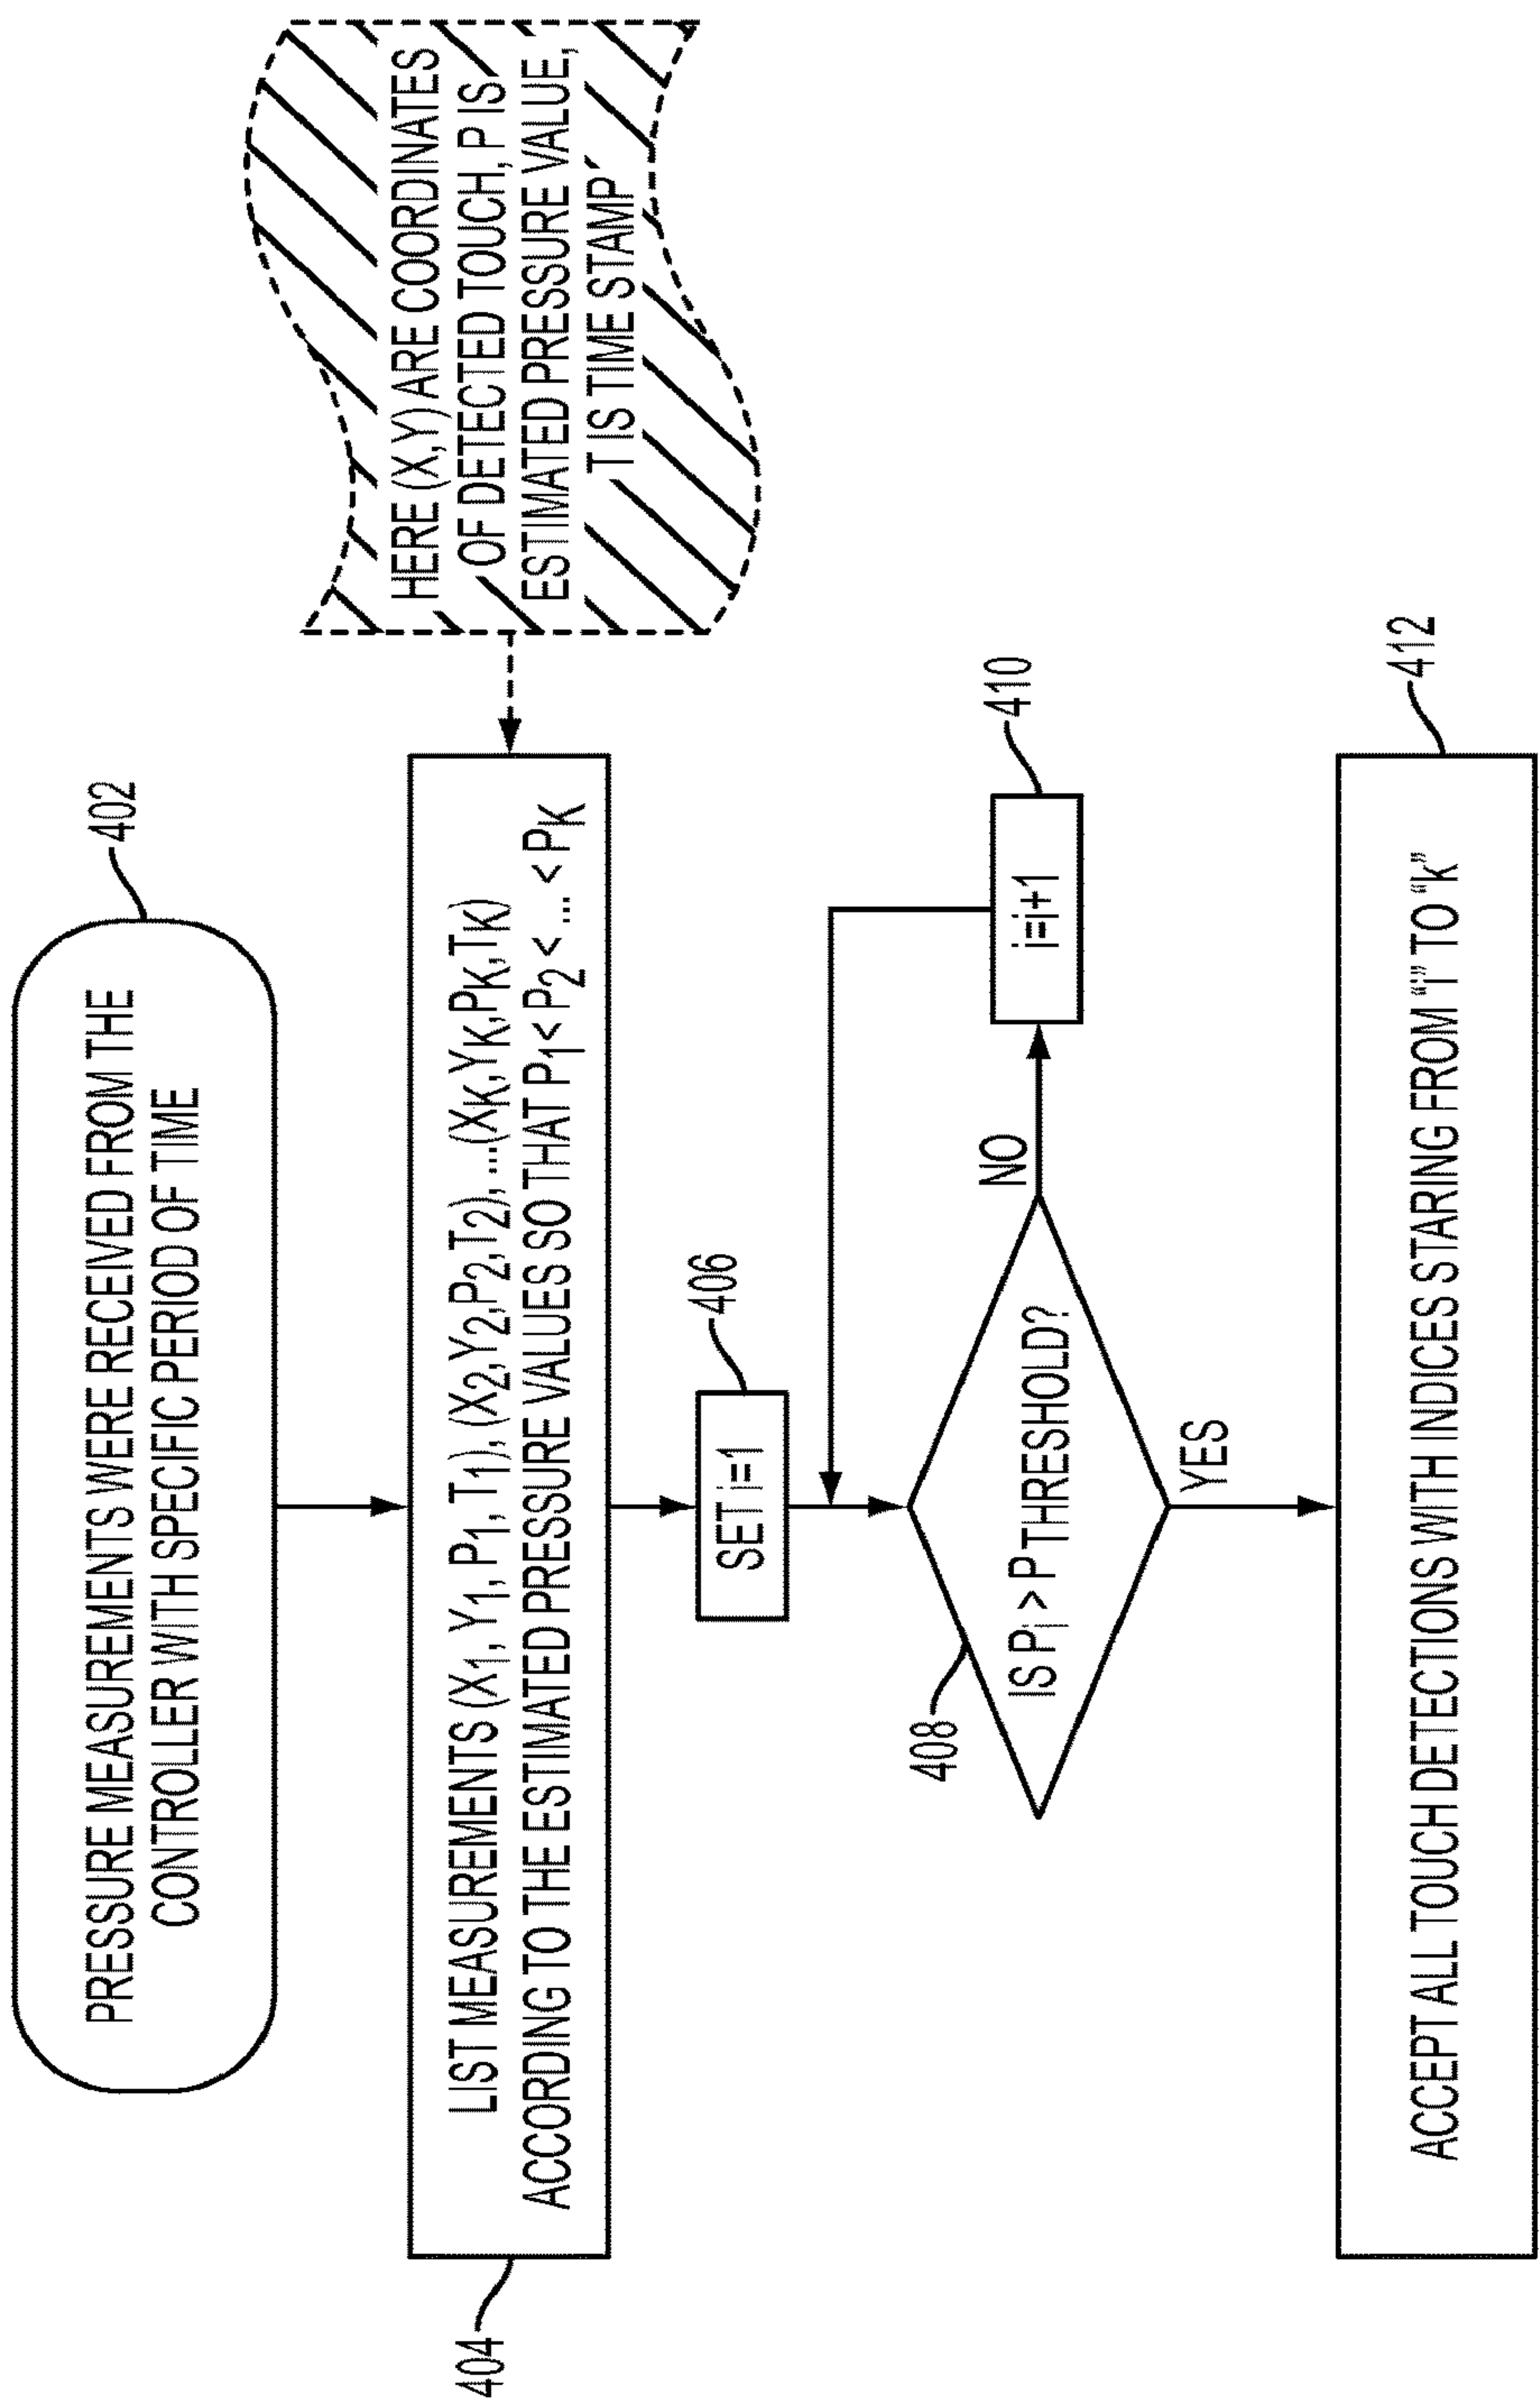 402
PRESSURE MEASUREMENTS WERE RECEIVED FROM THE
CONTROLLER WITH SPECIFIC PERIOD OF TIME
HERE (X,Y) ARE COORDINATES
OF DETECTED TOUCH, P IS
ESTIMATED PRESSURE VALUE,
T IS TIME STAMP
404
LIST MEASUREMENTS (X1, Y1, P1, T1), (X2,Y2,P2,T2), ...(XK,YK,PK,TK)
ACCORDING TO THE ESTIMATED PRESSURE VALUES SO THAT P1< P2 < ... < PK
406
SET i=1
408
IS Pi > PTHRESHOLD?
NO
410
i=i+1
YES
412
ACCEPT ALL TOUCH DETECTIONS WITH INDICES STARING FROM “i” TO “k”